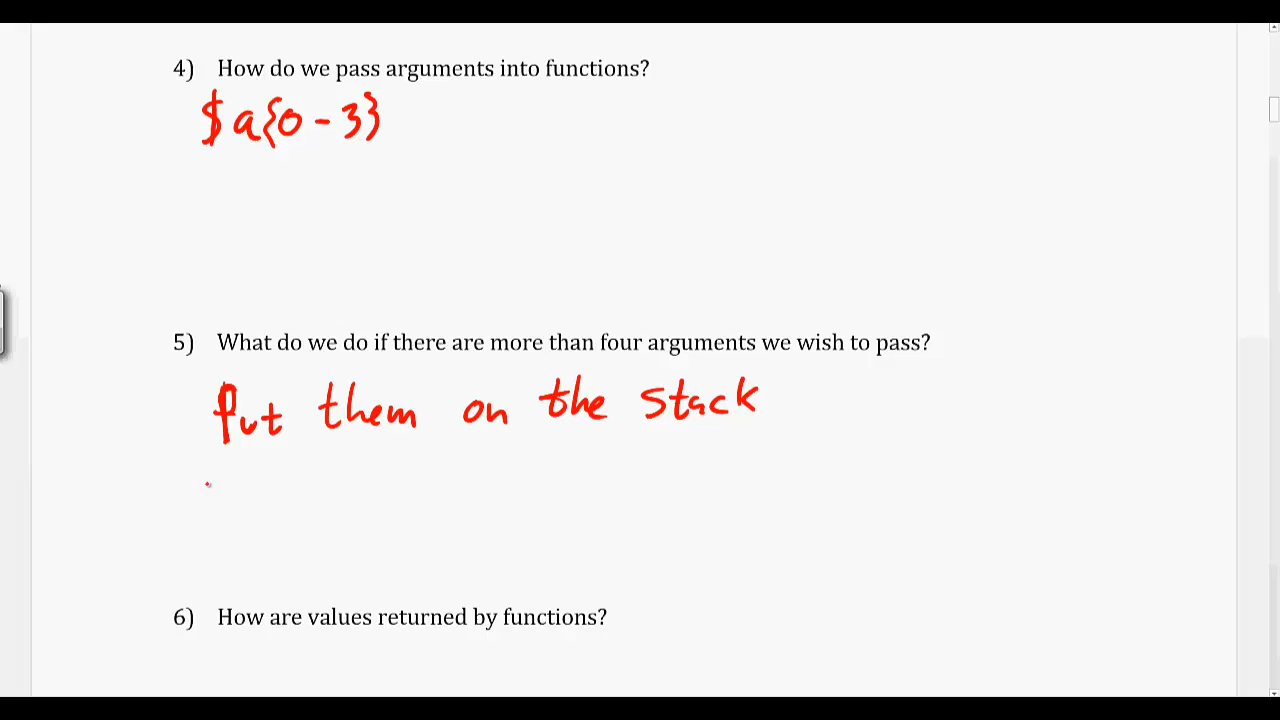 4) How do we pass arguments into functions?
$a{0-3}
5) What do we do if there are more than four arguments we wish to pass?
Put them on the stack
6) How are values returned by functions?